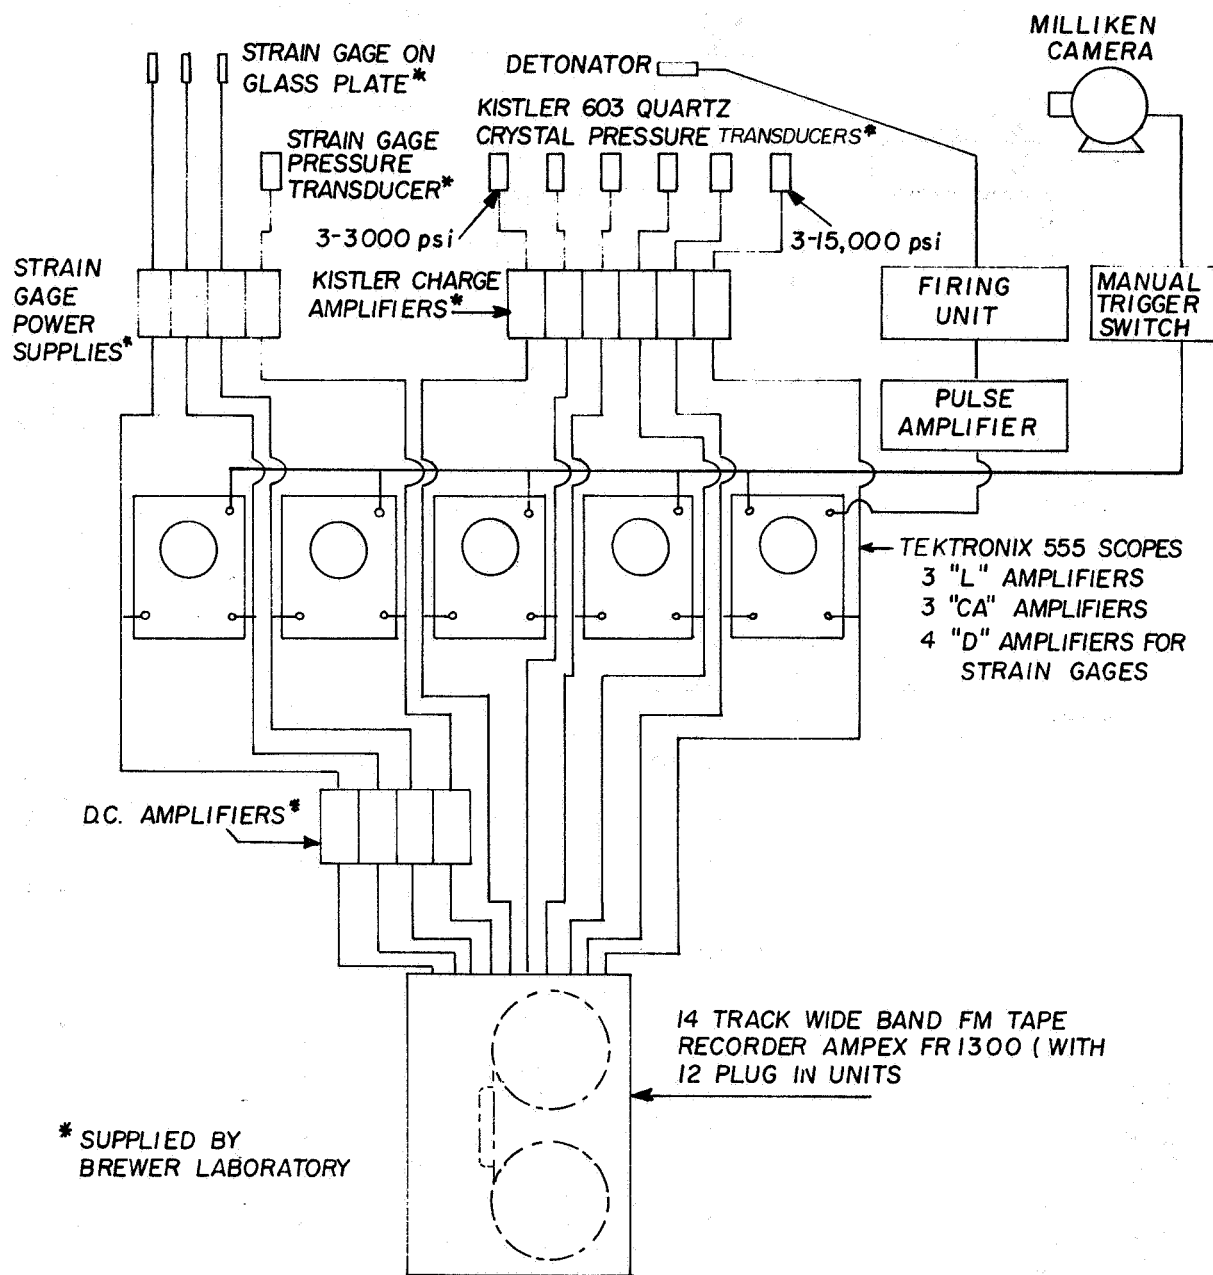 MILLIKEN
CAMERA
STRAIN GAGE ON
GLASS PLATE*
DETONATOR
KISTLER 603 QUARTZ
CRYSTAL PRESSURE TRANSDUCERS*
STRAIN GAGE
PRESSURE
TRANSDUCER*
3-3000 psi
3-15,000 psi
STRAIN
GAGE
POWER
SUPPLIES*
KISTLER CHARGE
AMPLIFIERS*
FIRING
UNIT
MANUAL
TRIGGER
SWITCH
PULSE
AMPLIFIER
TEKTRONIX 555 SCOPES
3 "L" AMPLIFIERS
3 "CA" AMPLIFIERS
4 "D" AMPLIFIERS FOR
STRAIN GAGES
D.C. AMPLIFIERS*
14 TRACK WIDE BAND FM TAPE
RECORDER AMPEX FR1300 (WITH
12 PLUG IN UNITS
* SUPPLIED BY
BREWER LABORATORY